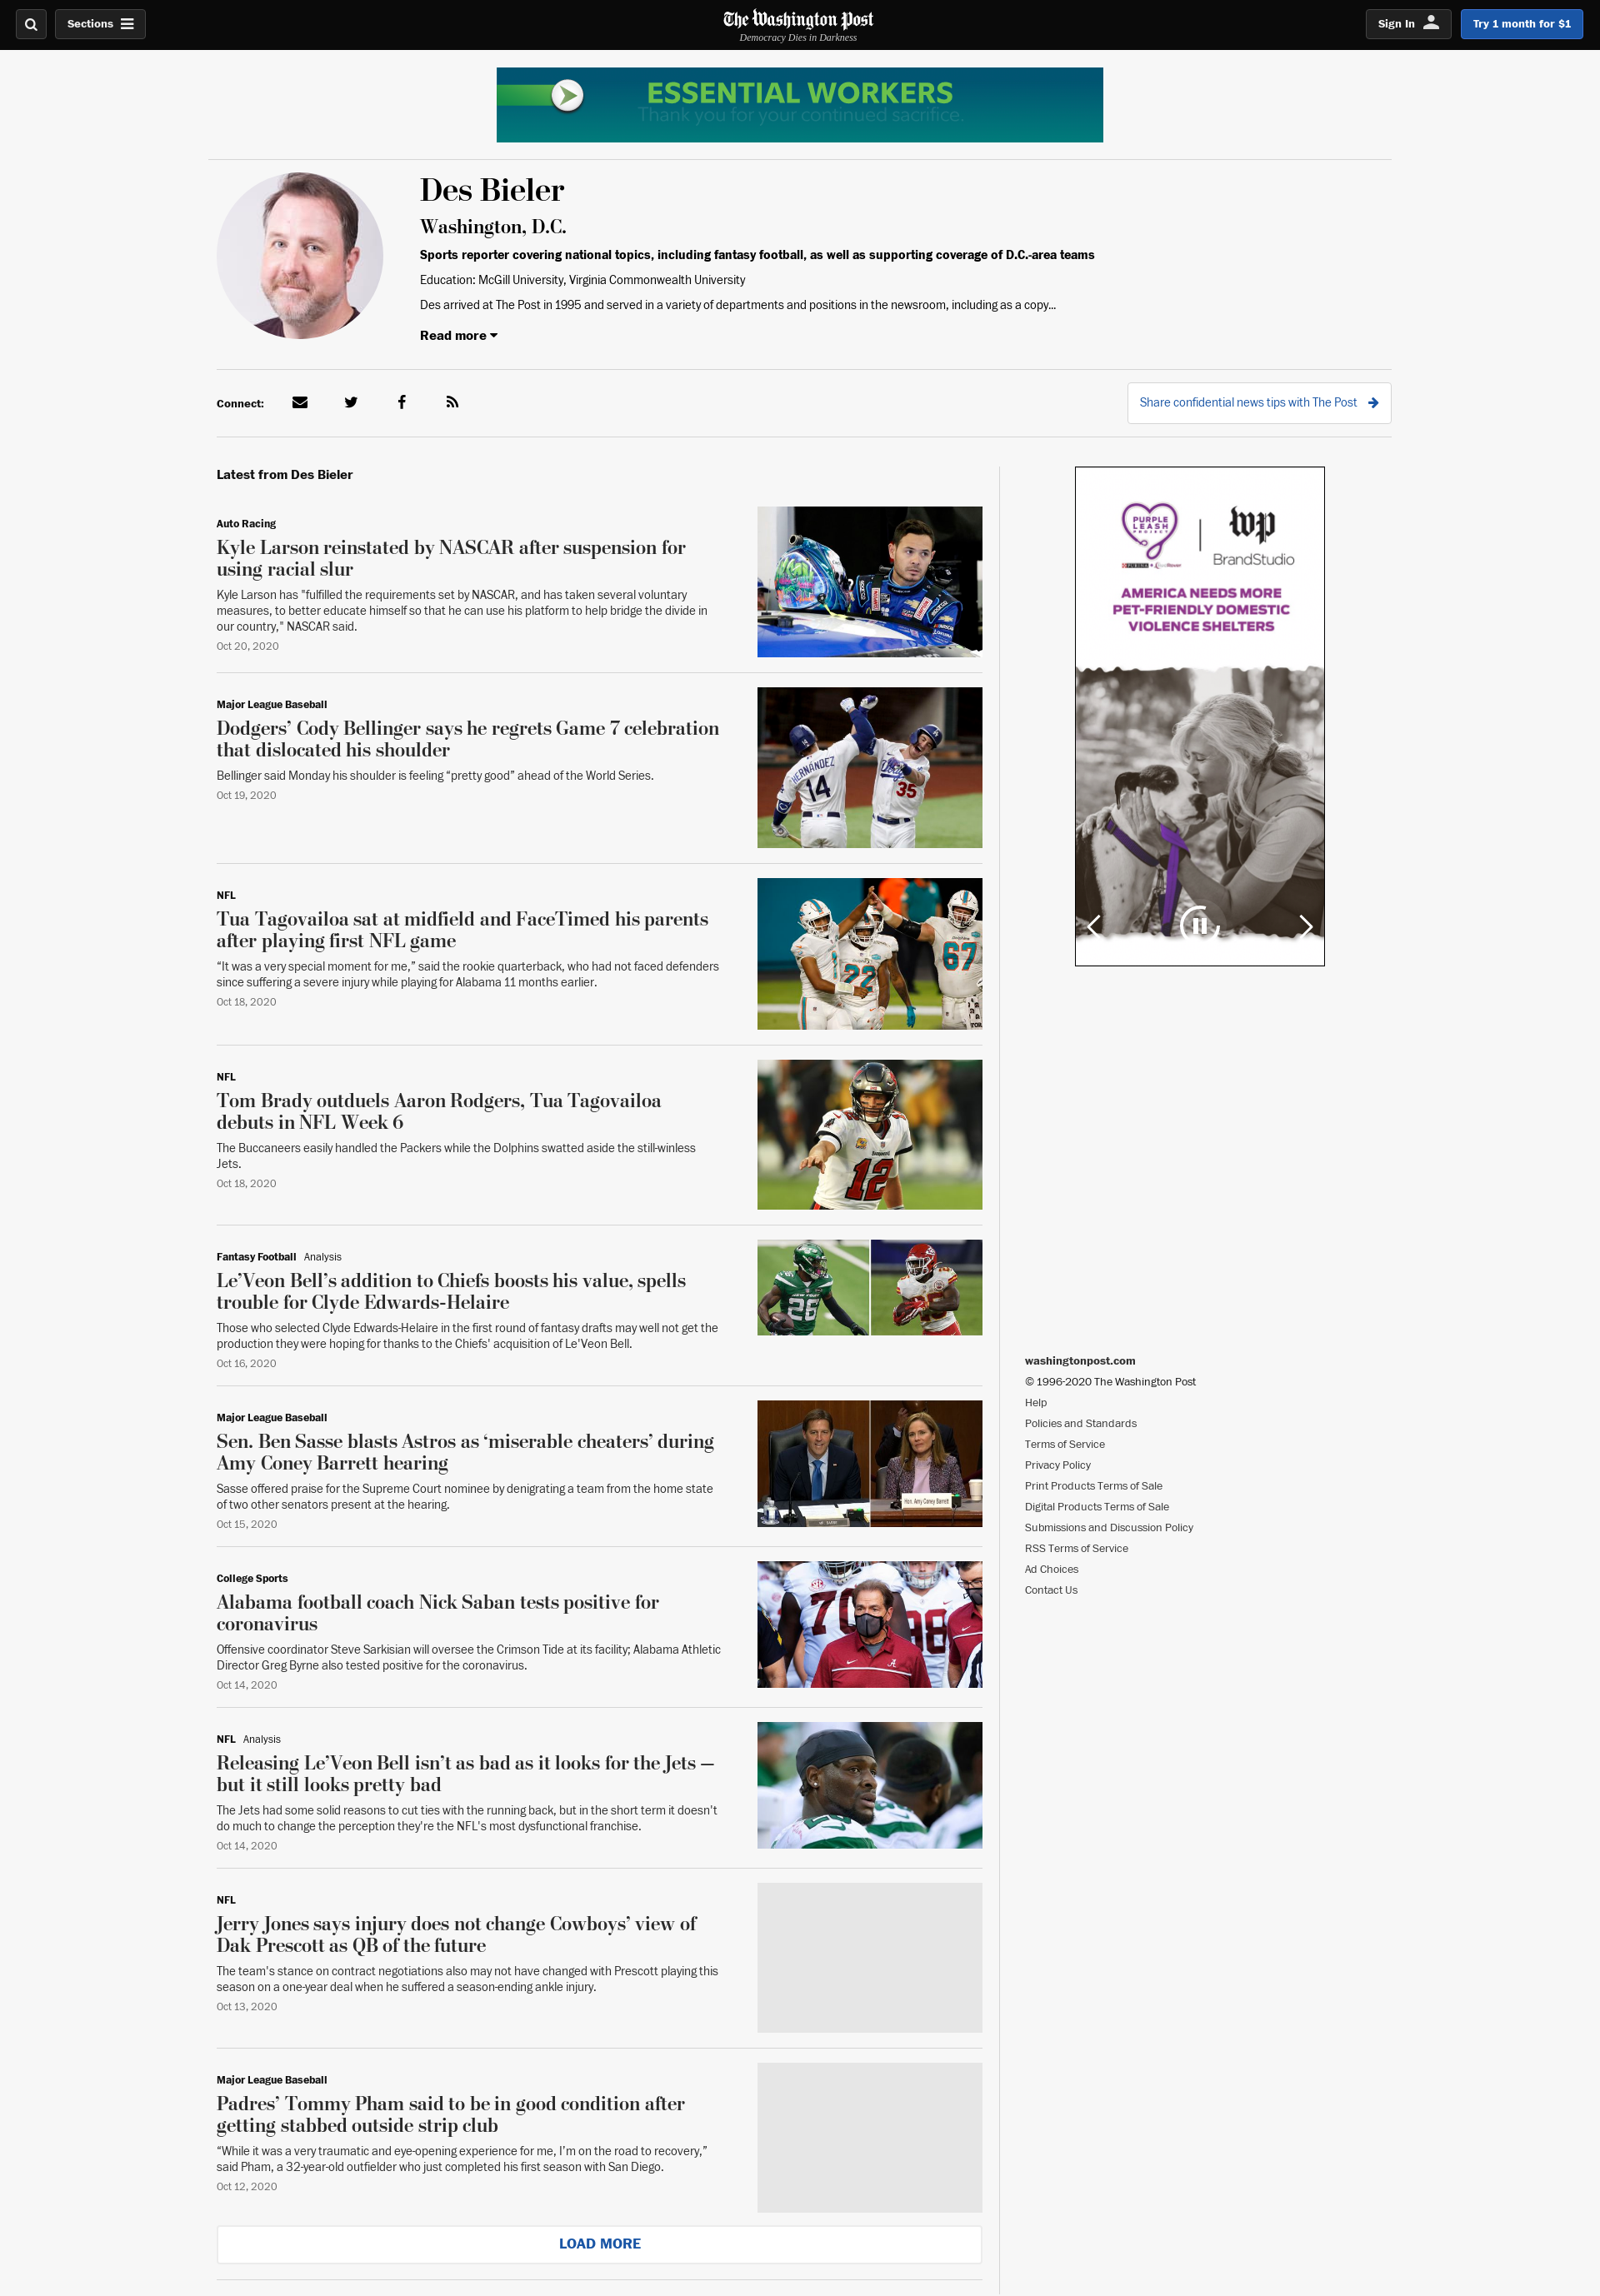 Sections
The Washington Post
Democracy Dies in Darkness
Sign In
Try 1 month for $1
ESSENTIAL WORKERS
Thank you for your continued sacrifice.
Des Bieler
Washington, D.C.
Sports reporter covering national topics, including fantasy football, as well as supporting coverage of D.C.-area teams
Education: McGill University, Virginia Commonwealth University
Des arrived at The Post in 1995 and served in a variety of departments and positions in the newsroom, including as a copy...
Read more
Connect:
Share confidential news tips with The Post
Latest from Des Bieler
Auto Racing
Kyle Larson reinstated by NASCAR after suspension for
using racial slur
Kyle Larson has "fulfilled the requirements set by NASCAR, and has taken several voluntary
measures, to better educate himself so that he can use his platform to help bridge the divide in
our country," NASCAR said.
Oct 20, 2020
Major League Baseball
Dodgers’ Cody Bellinger says he regrets Game 7 celebration
that dislocated his shoulder
Bellinger said Monday his shoulder is feeling “pretty good” ahead of the World Series.
Oct 19, 2020
HERNÁNDEZ
14
35
NFL
Tua Tagovailoa sat at midfield and FaceTimed his parents
after playing first NFL game
“It was a very special moment for me,” said the rookie quarterback, who had not faced defenders
since suffering a severe injury while playing for Alabama 11 months earlier.
Oct 18, 2020
22
67
NFL
Tom Brady outduels Aaron Rodgers, Tua Tagovailoa
debuts in NFL Week 6
The Buccaneers easily handled the Packers while the Dolphins swatted aside the still-winless
Jets.
Oct 18, 2020
12
Fantasy Football Analysis
Le’Veon Bell’s addition to Chiefs boosts his value, spells
trouble for Clyde Edwards-Helaire
Those who selected Clyde Edwards-Helaire in the first round of fantasy drafts may well not get the
production they were hoping for thanks to the Chiefs' acquisition of Le'Veon Bell.
Oct 16, 2020
26
Major League Baseball
Sen. Ben Sasse blasts Astros as ‘miserable cheaters’ during
Amy Coney Barrett hearing
Sasse offered praise for the Supreme Court nominee by denigrating a team from the home state
of two other senators present at the hearing.
Oct 15, 2020
Hon. Amy Coney Barrett
College Sports
Alabama football coach Nick Saban tests positive for
coronavirus
Offensive coordinator Steve Sarkisian will oversee the Crimson Tide at its facility; Alabama Athletic
Director Greg Byrne also tested positive for the coronavirus.
Oct 14, 2020
NFL Analysis
Releasing Le’Veon Bell isn’t as bad as it looks for the Jets —
but it still looks pretty bad
The Jets had some solid reasons to cut ties with the running back, but in the short term it doesn't
do much to change the perception they're the NFL's most dysfunctional franchise.
Oct 14, 2020
NFL
Jerry Jones says injury does not change Cowboys’ view of
Dak Prescott as QB of the future
The team's stance on contract negotiations also may not have changed with Prescott playing this
season on a one-year deal when he suffered a season-ending ankle injury.
Oct 13, 2020
Major League Baseball
Padres’ Tommy Pham said to be in good condition after
getting stabbed outside strip club
“While it was a very traumatic and eye-opening experience for me, I’m on the road to recovery,”
said Pham, a 32-year-old outfielder who just completed his first season with San Diego.
Oct 12, 2020
LOAD MORE
PURPLE
LEASH
PROJECT
PURINA
wp
BrandStudio
AMERICA NEEDS MORE
PET-FRIENDLY DOMESTIC
VIOLENCE SHELTERS
washingtonpost.com
© 1996-2020 The Washington Post
Help
Policies and Standards
Terms of Service
Privacy Policy
Print Products Terms of Sale
Digital Products Terms of Sale
Submissions and Discussion Policy
RSS Terms of Service
Ad Choices
Contact Us